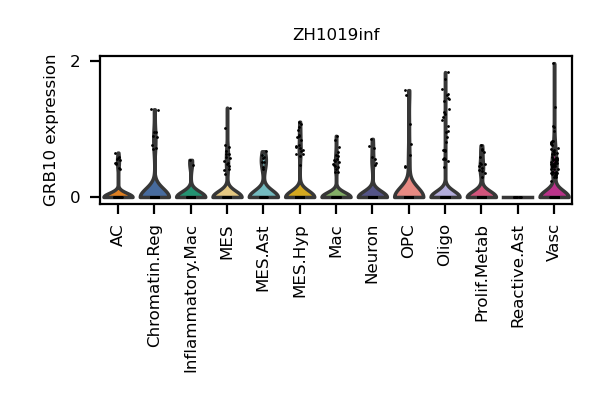 ZH1019inf
GRB10 expression
2
0
AC
Chromatin.Reg
Inflammatory.Mac
MES
MES.Ast
MES.Hyp
Mac
Neuron
OPC
Oligo
Prolif.Metab
Reactive.Ast
Vasc